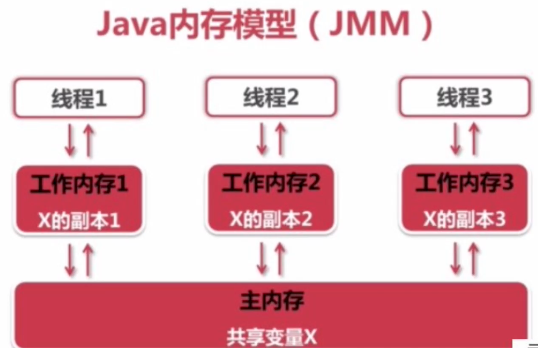 Java内存模型（JMM）
线程1
线程2
线程3
工作内存1
X的副本1
工作内存2
X的副本2
工作内存3
X的副本3
主内存
共享变量X